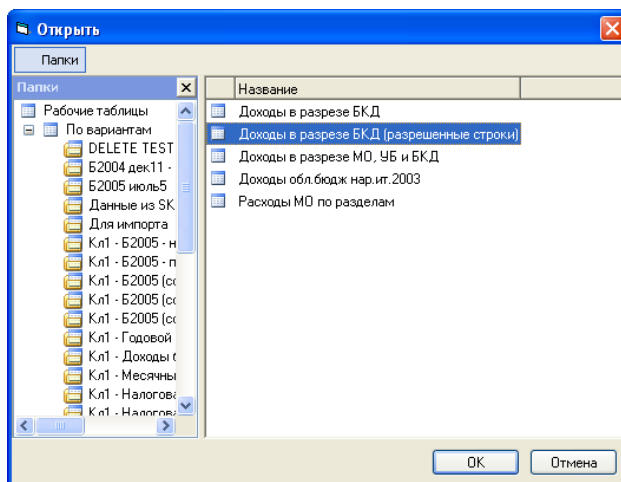 Открыть
Папки
Папки
Рабочие таблицы
По вариантам
DELETE TEST
Б2004 дек11 -
Б2005 июль5
Данные из SK
Для импорта
Кл1 - Б2005 - н
Кл1 - Б2005 - п
Кл1 - Б2005 (сс
Кл1 - Б2005 (сс
Кл1 - Б2005 (сс
Кл1 - Годовой
Кл1 - Доходы б
Кл1 - Месячны
Кл1 - Налогова
Кл1 - Налогова
Название
Доходы в разрезе БКД
Доходы в разрезе БКД (разрешенные строки)
Доходы в разрезе МО, УБ и БКД
Доходы обл.бюдж нар.ит.2003
Расходы МО по разделам
OK
Отмена